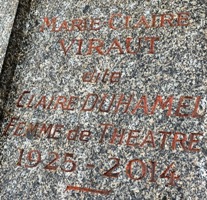 MARIE CLAIRE
VIRAUT
dite
CLAIRE DUHAMEL
FEMME de THEATRE
1925 2014